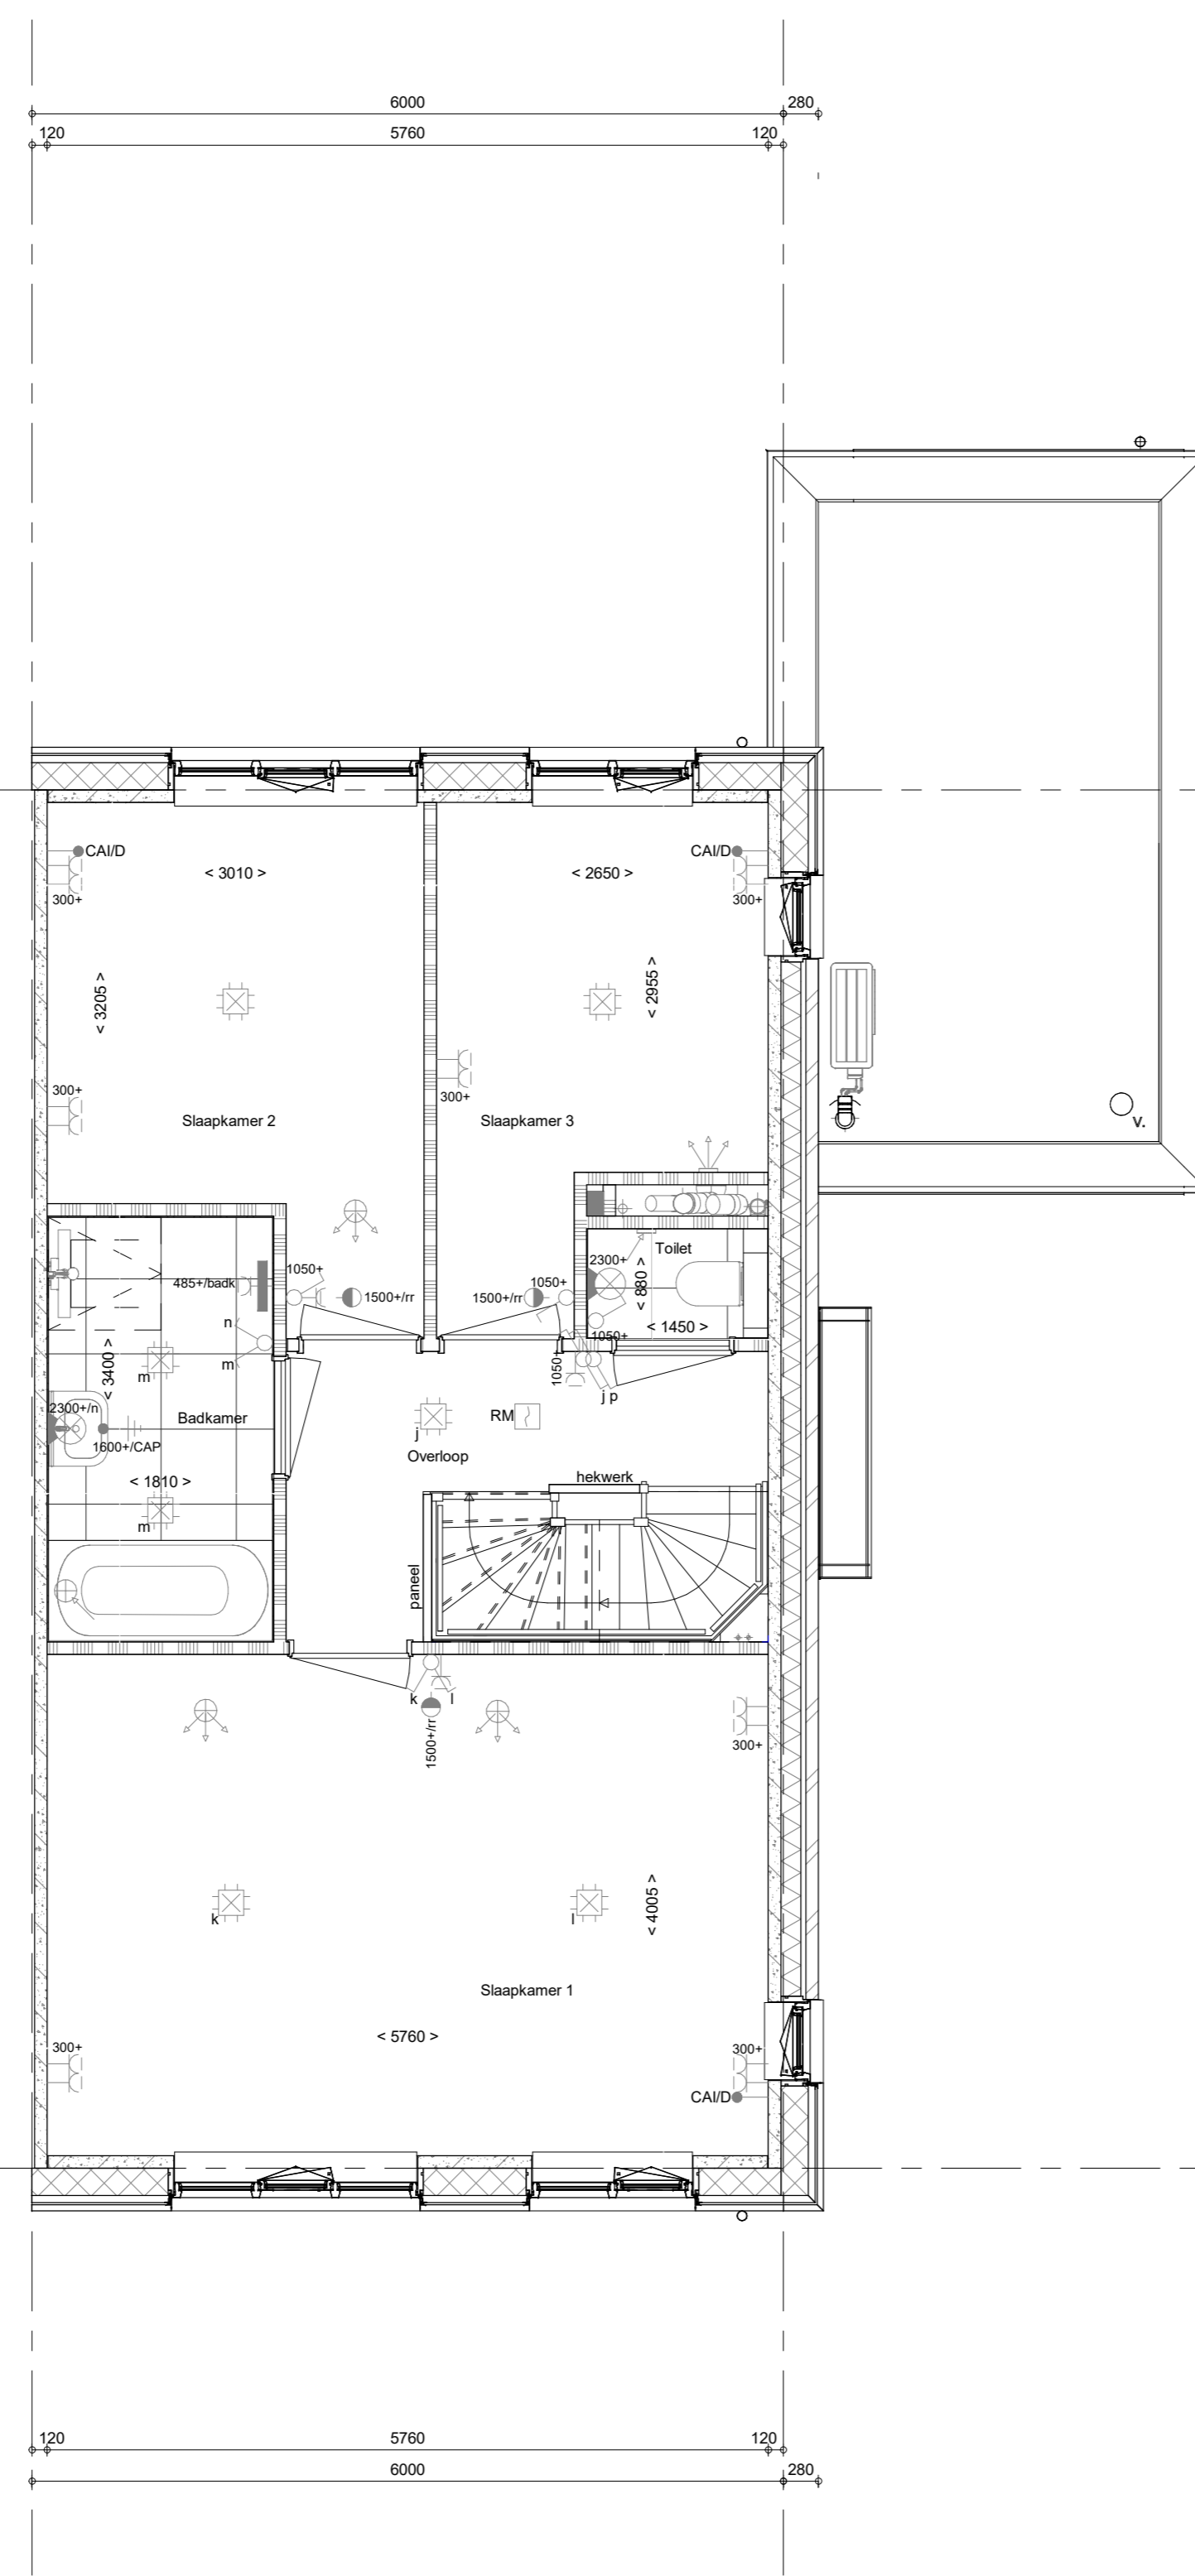 6000
280
120
5760
120
CAI/D
CAI/D
< 3010 >
< 2650 >
300+
300+
< 3205 >
< 2955 >
300+
300+
Slaapkamer 2
Slaapkamer 3
V.
Toilet
2300+
< 880 >
1050+
1050+
485+/badk
1500+/rr
1500+/rr
n
< 1450 >
1050+
m
< 3400 >
m
1050+
j p
2300+/n
Badkamer
RM
j
1600+/CAP
Overloop
< 1810 >
hekwerk
m
paneel
k
l
1500+/rr
300+
k
l
< 4005 >
Slaapkamer 1
< 5760 >
300+
300+
CAI/D
120
5760
120
6000
280